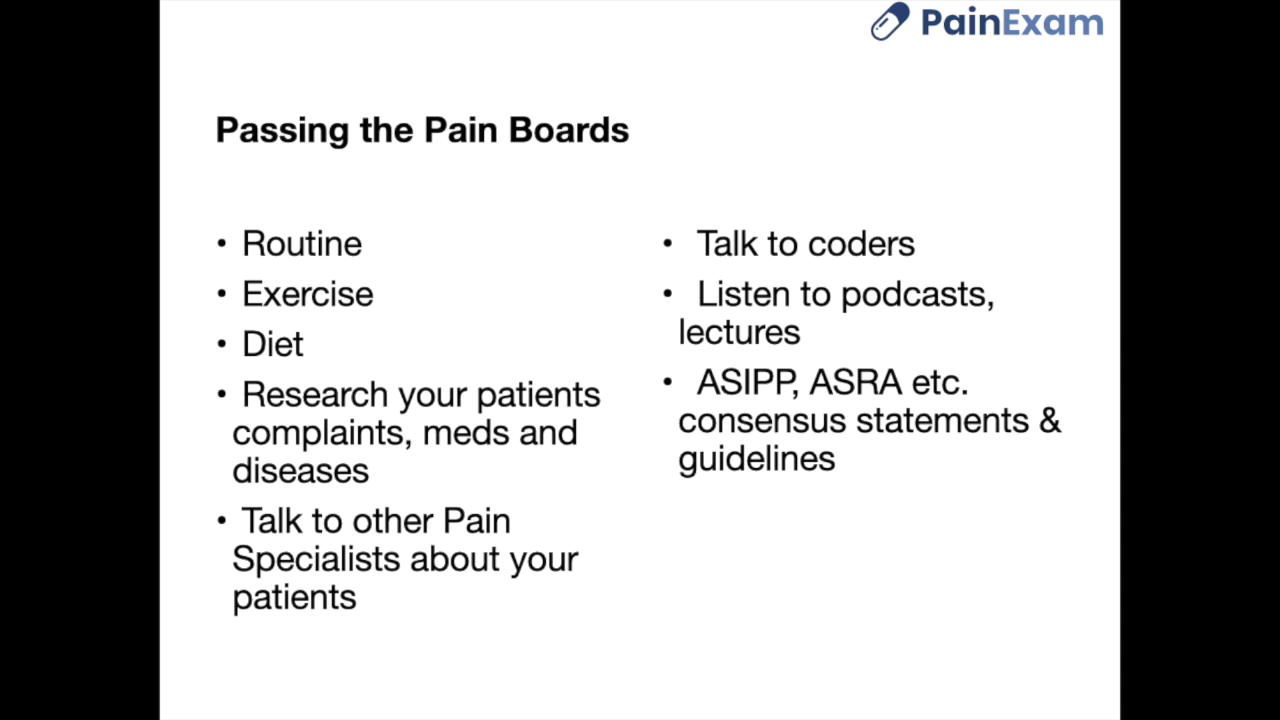 PainExam
Passing the Pain Boards
• Routine
• Exercise
• Diet
• Research your patients
complaints, meds and
diseases
• Talk to other Pain
Specialists about your
patients
• Talk to coders
• Listen to podcasts,
lectures
• ASIPP, ASRA etc.
consensus statements &
guidelines